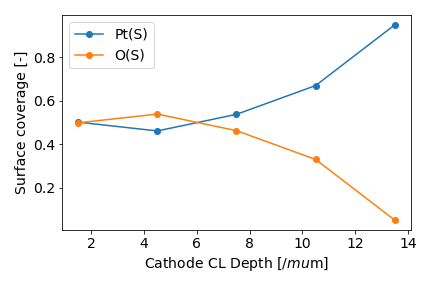 Pt(S)
O(S)
0.8
0.6
0.4
0.2
Surface coverage [-]
2 4 6 8 10 12 14
Cathode CL Depth [/mum]